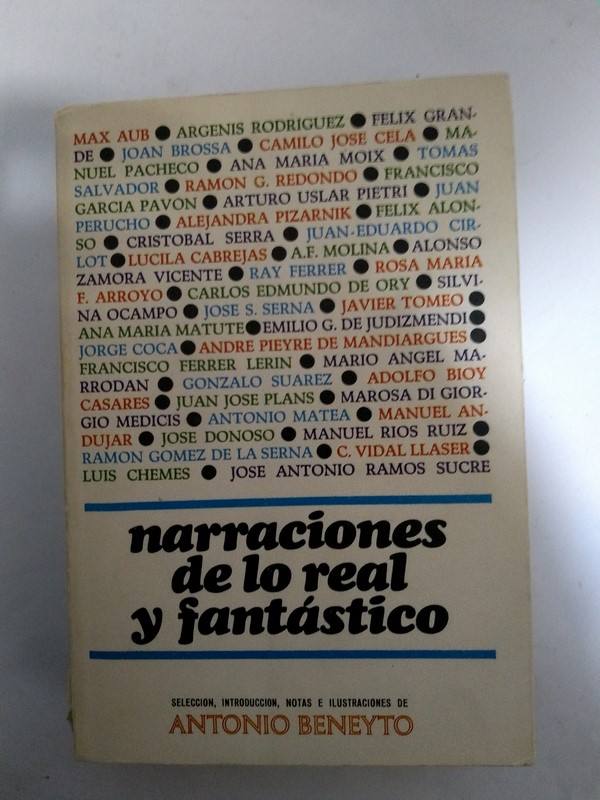 MAX AUB ● ARGENIS RODRIGUEZ ● FELIX GRAN-
DE ● JOAN BROSSA ● CAMILO JOSE CELA ● MA-
NUEL PACHECO ● ANA MARIA MOIX ● TOMAS
SALVADOR ● RAMON G. REDONDO ● FRANCISCO
GARCIA PAVON ● ARTURO USLAR PIETRI ● JUAN
PERUCHO ● ALEJANDRA PIZARNIK ● FELIX ALON-
SO ● CRISTOBAL SERRA ● JUAN-EDUARDO CIR-
LOT ● LUCILA CABREJAS ● A.F. MOLINA ● ALONSO
ZAMORA VICENTE ● RAY FERRER ● ROSA MARIA
F. ARROYO ● CARLOS EDMUNDO DE ORY ● SILVI-
NA OCAMPO ● JOSE S. SERNA ● JAVIER TOMEO ●
ANA MARIA MATUTE ● EMILIO G. DE JUDIZMENDI ●
JORGE COCA ● ANDRE PIEYRE DE MANDIARGUES ●
FRANCISCO FERRER LERIN ● MARIO ANGEL MA-
RRODAN ● GONZALO SUAREZ ● ADOLFO BIOY
CASARES ● JUAN JOSE PLANS ● MAROSA DI GIOR-
GIO MEDICIS ● ANTONIO MATEA ● MANUEL AN-
DUJAR ● JOSE DONOSO ● MANUEL RIOS RUIZ ●
RAMON GOMEZ DE LA SERNA ● C. VIDAL LLASER ●
LUIS CHEMES ● JOSE ANTONIO RAMOS SUCRE
narraciones
de lo real
y fantástico
SELECCION, INTRODUCCION, NOTAS E ILUSTRACIONES DE
ANTONIO BENEYTO